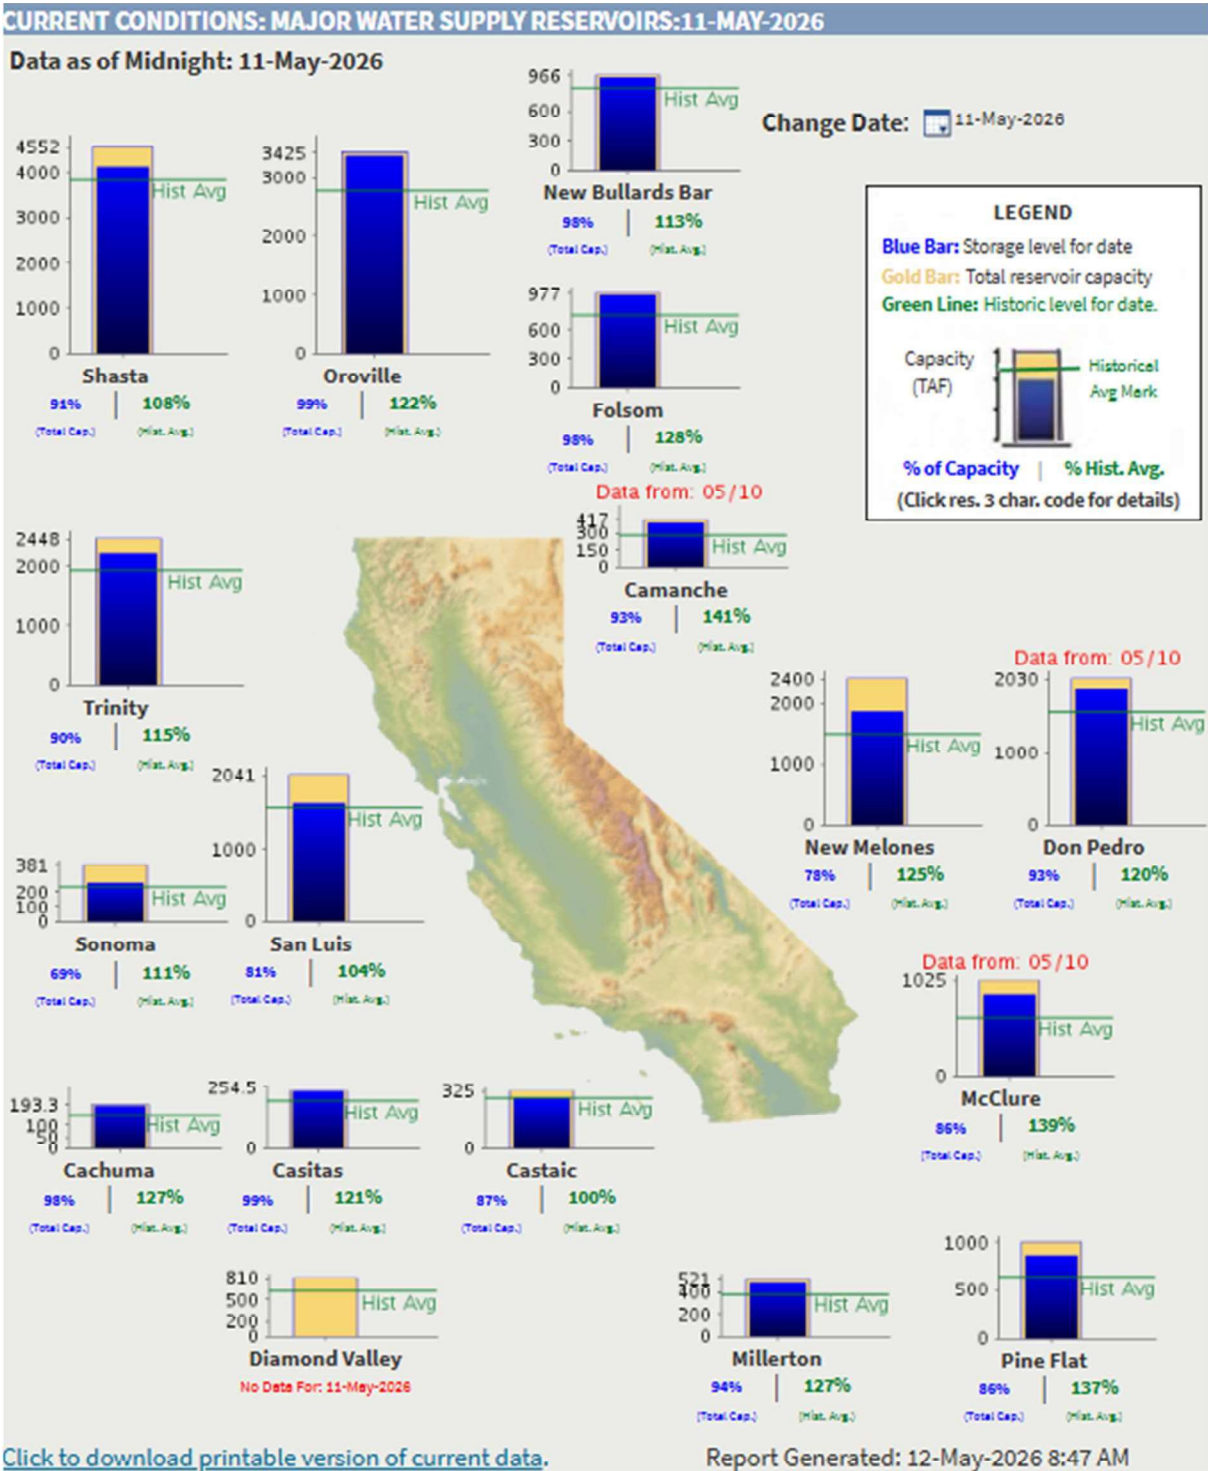 CURRENT CONDITIONS: MAJOR WATER SUPPLY RESERVOIRS:11-MAY-2026
Data as of Midnight: 11-May-2026
Change Date: 11-May-2026
4552
4000
3000
2000
1000
0
Hist Avg
Shasta
91% | 108%
(Total Cap.) (Hist. Avg.)
3425
3000
2000
1000
0
Hist Avg
Oroville
99% | 122%
(Total Cap.) (Hist. Avg.)
966
600
300
0
Hist Avg
New Bullards Bar
98% | 113%
(Total Cap.) (Hist. Avg.)
977
600
300
0
Hist Avg
Folsom
98% | 128%
(Total Cap.) (Hist. Avg.)
LEGEND
Blue Bar: Storage level for date
Gold Bar: Total reservoir capacity
Green Line: Historic level for date.
Capacity
(TAF)
Historical
Avg Mark
% of Capacity | % Hist. Avg.
(Click res. 3 char. code for details)
Data from: 05/10
417
300
150
0
Hist Avg
Camanche
93% | 141%
(Total Cap.) (Hist. Avg.)
2448
2000
1000
0
Hist Avg
Trinity
90% | 115%
(Total Cap.) (Hist. Avg.)
2400
2000
1000
0
Hist Avg
New Melones
78% | 125%
(Total Cap.) (Hist. Avg.)
Data from: 05/10
2030
1000
0
Hist Avg
Don Pedro
93% | 120%
(Total Cap.) (Hist. Avg.)
381
200
100
0
Hist Avg
Sonoma
69% | 111%
(Total Cap.) (Hist. Avg.)
2041
1000
0
Hist Avg
San Luis
81% | 104%
(Total Cap.) (Hist. Avg.)
Data from: 05/10
1025
0
Hist Avg
McClure
86% | 139%
(Total Cap.) (Hist. Avg.)
193.3
100
50
0
Hist Avg
Cachuma
98% | 127%
(Total Cap.) (Hist. Avg.)
254.5
0
Hist Avg
Casitas
99% | 121%
(Total Cap.) (Hist. Avg.)
325
0
Hist Avg
Castaic
87% | 100%
(Total Cap.) (Hist. Avg.)
810
500
200
0
Hist Avg
Diamond Valley
No Data For: 11-May-2026
521
400
200
0
Hist Avg
Millerton
94% | 127%
(Total Cap.) (Hist. Avg.)
1000
500
0
Hist Avg
Pine Flat
86% | 137%
(Total Cap.) (Hist. Avg.)
Click to download printable version of current data.
Report Generated: 12-May-2026 8:47 AM